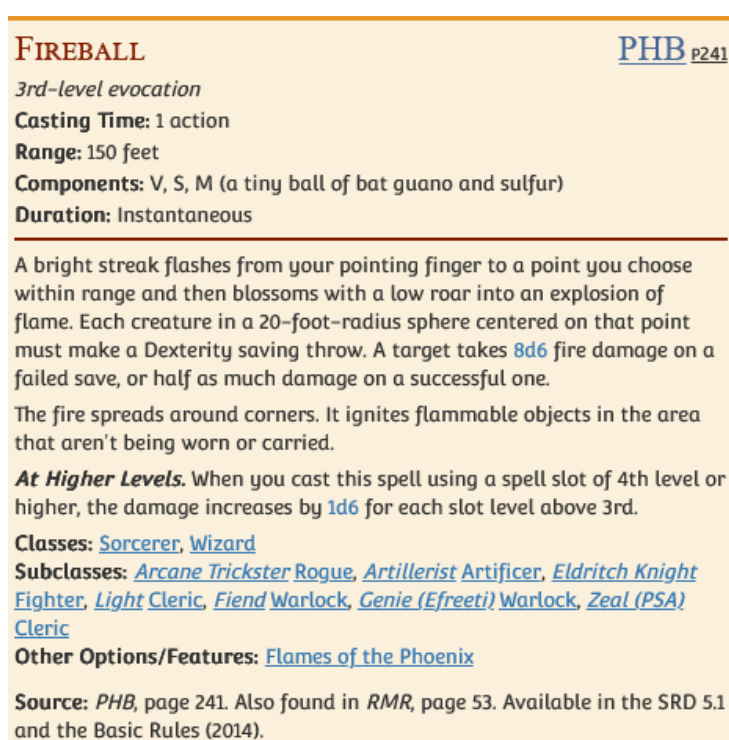 FIREBALL PHB P241
3rd-level evocation
Casting Time: 1 action
Range: 150 feet
Components: V, S, M (a tiny ball of bat guano and sulfur)
Duration: Instantaneous
A bright streak flashes from your pointing finger to a point you choose
within range and then blossoms with a low roar into an explosion of
flame. Each creature in a 20-foot-radius sphere centered on that point
must make a Dexterity saving throw. A target takes 8d6 fire damage on a
failed save, or half as much damage on a successful one.
The fire spreads around corners. It ignites flammable objects in the area
that aren't being worn or carried.
At Higher Levels. When you cast this spell using a spell slot of 4th level or
higher, the damage increases by 1d6 for each slot level above 3rd.
Classes: Sorcerer, Wizard
Subclasses: Arcane Trickster Rogue, Artillerist Artificer, Eldritch Knight
Fighter, Light Cleric, Fiend Warlock, Genie (Efreeti) Warlock, Zeal (PSA)
Cleric
Other Options/Features: Flames of the Phoenix
Source: PHB, page 241. Also found in RMR, page 53. Available in the SRD 5.1
and the Basic Rules (2014).